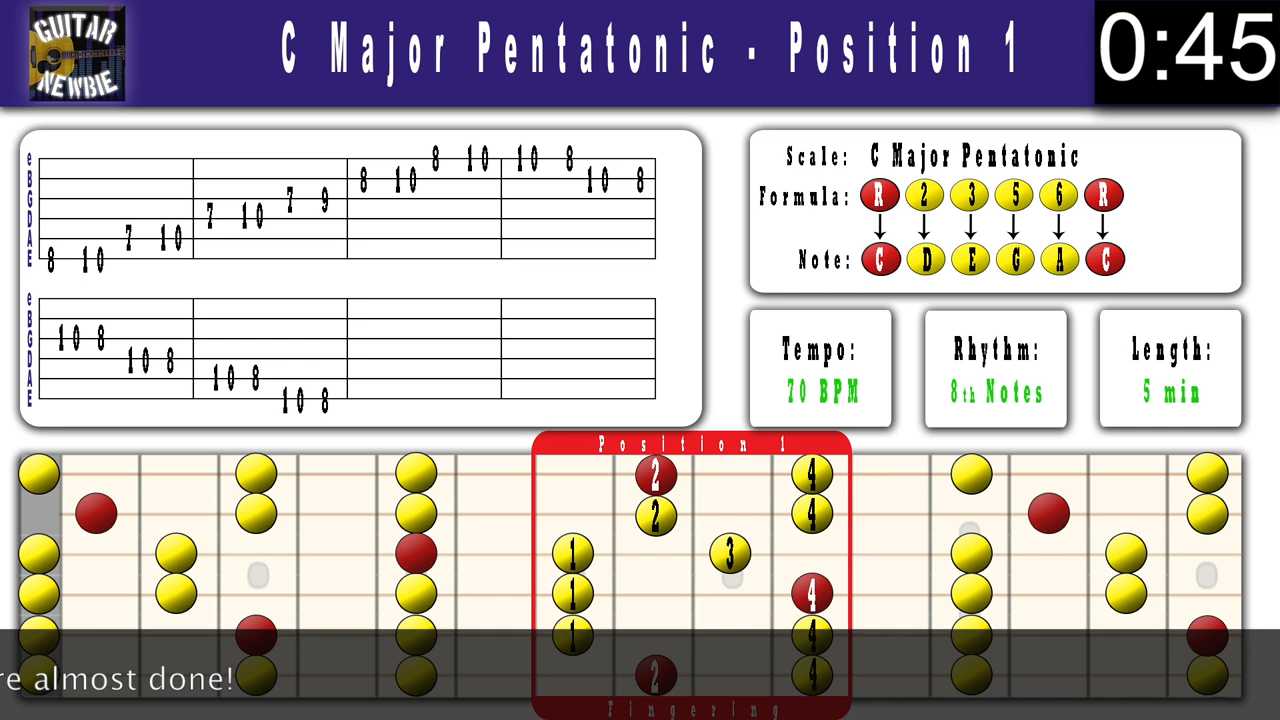 GUITAR
NEWBIE
C Major Pentatonic - Position 1
0:45
e
B
G
D
A
E
8 10 7 10 7 10 7 9 8 10 8 10 10 8 10 8
e
B
G
D
A
E
10 8 10 8 10 8 10 8
Scale: C Major Pentatonic
Formula: R 2 3 5 6 R
Note: C D E G A C
Tempo:
70 BPM
Rhythm:
8th Notes
Length:
5 min
Position 1
2 4
2 4
1 3
1 4
1 4
2 4
re almost done!
Fingering